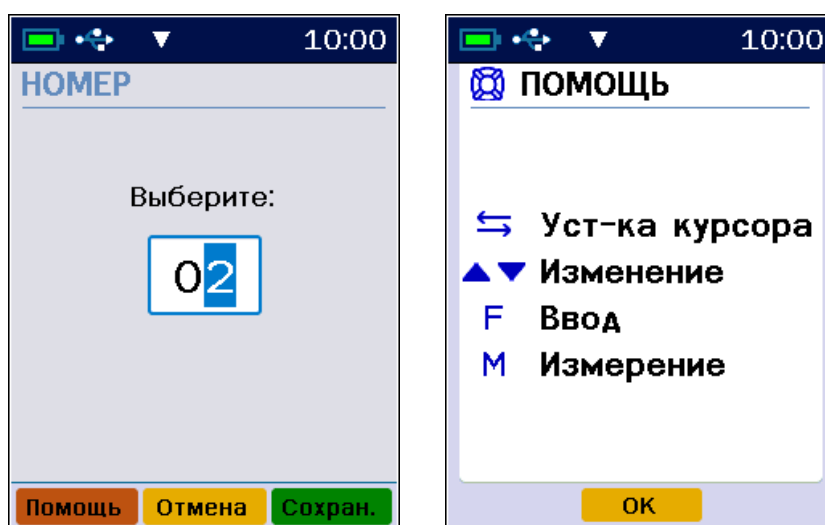 10:00
НОМЕР
Выберите:
02
Помощь Отмена Сохран.
10:00
ПОМОЩЬ
Уст-ка курсора
Изменение
F Ввод
M Измерение
OK